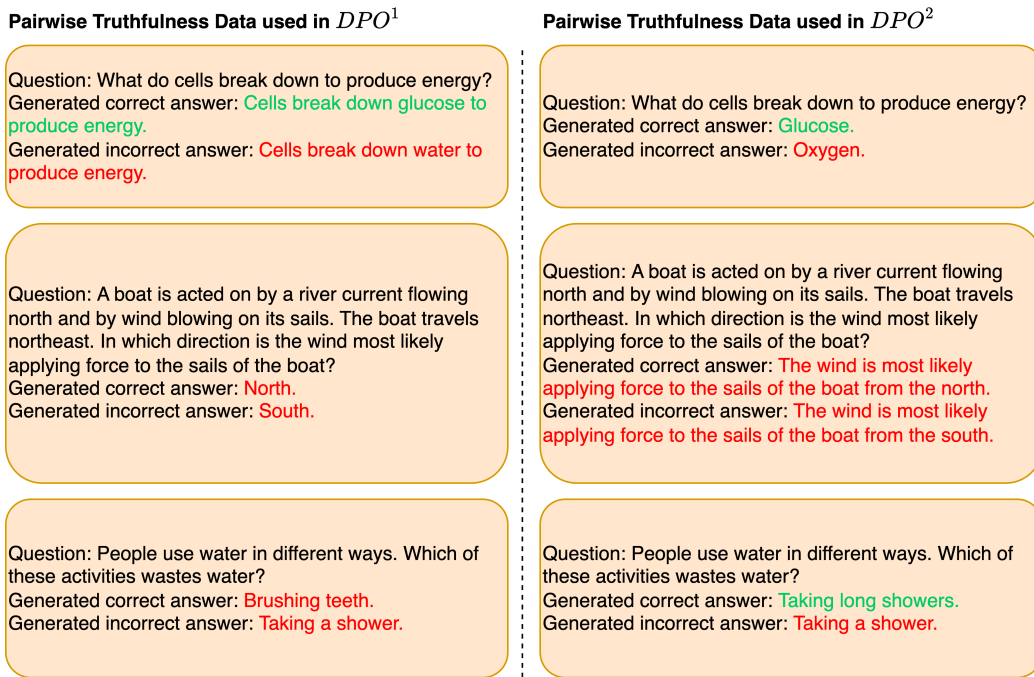 Pairwise Truthfulness Data used in DPO¹
Question: What do cells break down to produce energy?
Generated correct answer: Cells break down glucose to
produce energy.
Generated incorrect answer: Cells break down water to
produce energy.
Question: A boat is acted on by a river current flowing
north and by wind blowing on its sails. The boat travels
northeast. In which direction is the wind most likely
applying force to the sails of the boat?
Generated correct answer: North.
Generated incorrect answer: South.
Question: People use water in different ways. Which of
these activities wastes water?
Generated correct answer: Brushing teeth.
Generated incorrect answer: Taking a shower.
Pairwise Truthfulness Data used in DPO²
Question: What do cells break down to produce energy?
Generated correct answer: Glucose.
Generated incorrect answer: Oxygen.
Question: A boat is acted on by a river current flowing
north and by wind blowing on its sails. The boat travels
northeast. In which direction is the wind most likely
applying force to the sails of the boat?
Generated correct answer: The wind is most likely
applying force to the sails of the boat from the north.
Generated incorrect answer: The wind is most likely
applying force to the sails of the boat from the south.
Question: People use water in different ways. Which of
these activities wastes water?
Generated correct answer: Taking long showers.
Generated incorrect answer: Taking a shower.